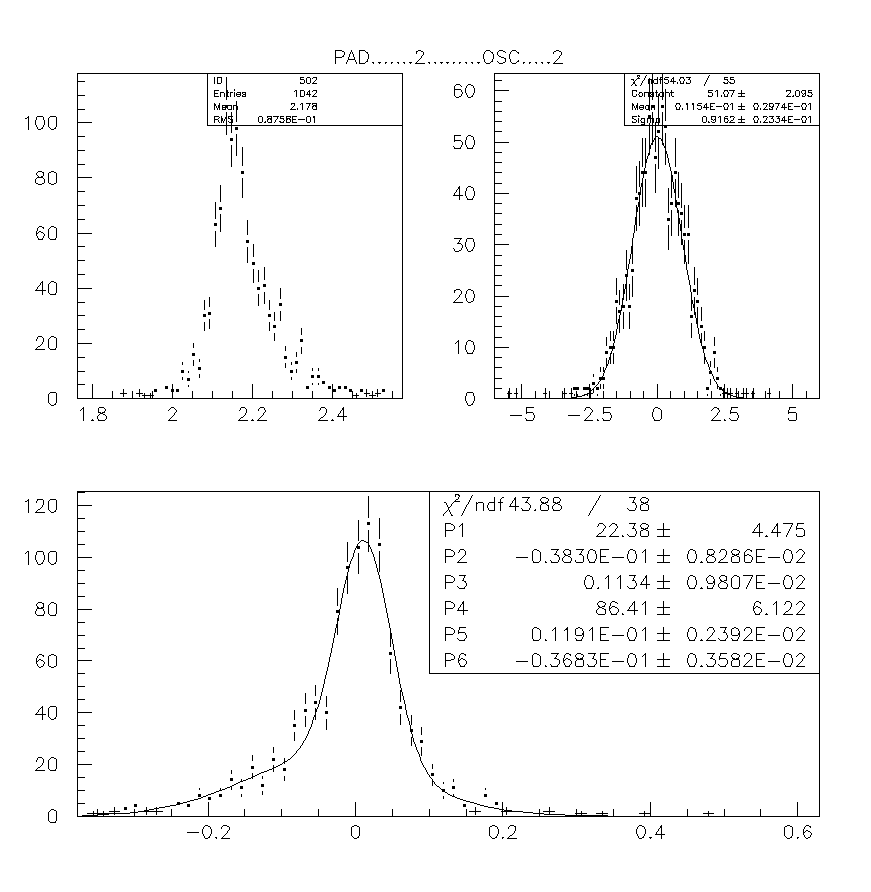 PAD.......2.........OSC.....2
ID 502
Entries 1042
Mean 2.178
RMS 0.8758E-01
100
80
60
40
20
0
1.8 2 2.2 2.4
χ²/ndf 54.03 / 55
Constant 51.07 ± 2.095
Mean 0.1154E-01 ± 0.2974E-01
Sigma 0.9162 ± 0.2334E-01
60
50
40
30
20
10
0
−5 −2.5 0 2.5 5
χ²/ndf 43.88 / 38
P1 22.38 ± 4.475
P2 −0.3830E−01 ± 0.8286E−02
P3 0.1134 ± 0.9807E−02
P4 86.41 ± 6.122
P5 0.1191E−01 ± 0.2392E−02
P6 −0.3683E−01 ± 0.3582E−02
120
100
80
60
40
20
0
−0.2 0 0.2 0.4 0.6